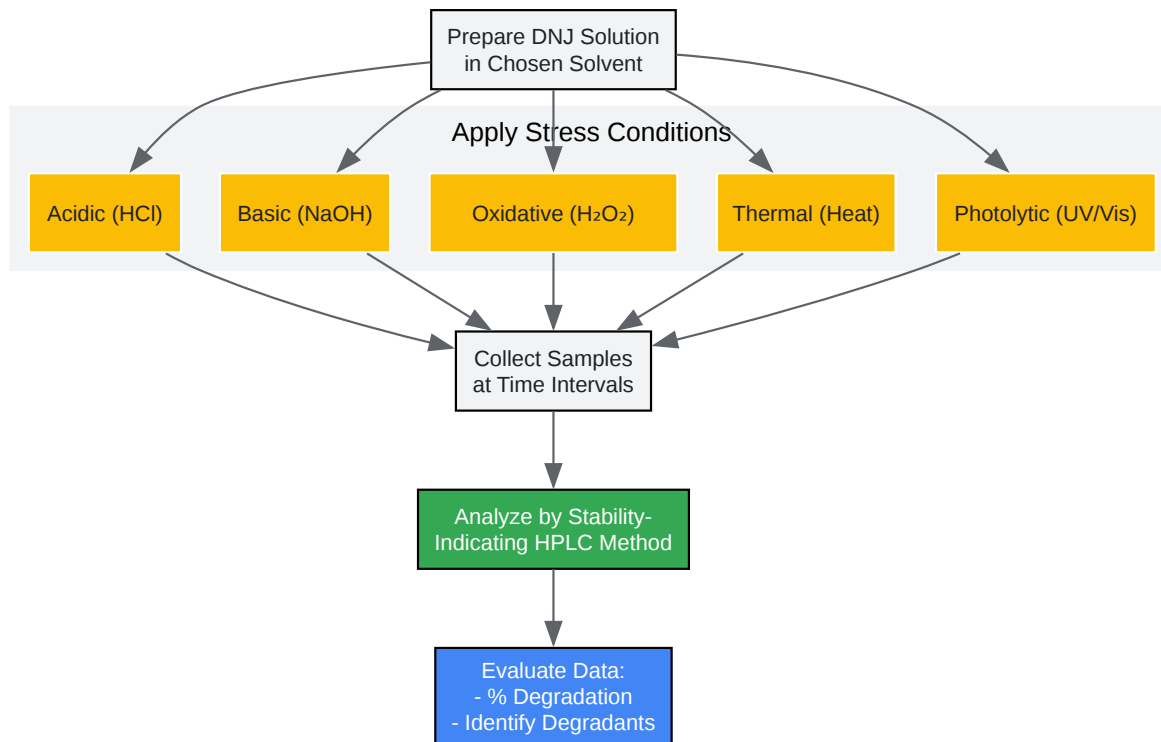 Prepare DNJ Solution
in Chosen Solvent
Apply Stress Conditions
Acidic (HCl)
Basic (NaOH)
Oxidative (H₂O₂)
Thermal (Heat)
Photolytic (UV/Vis)
Collect Samples
at Time Intervals
Analyze by Stability-
Indicating HPLC Method
Evaluate Data:
- % Degradation
- Identify Degradants